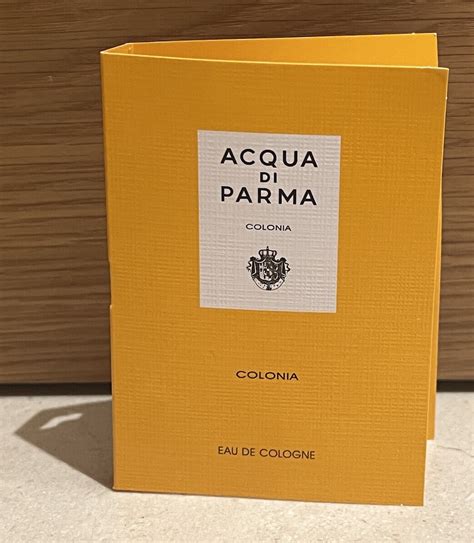 ACQUA
DI
PARMA
COLONIA
COLONIA
EAU DE COLOGNE